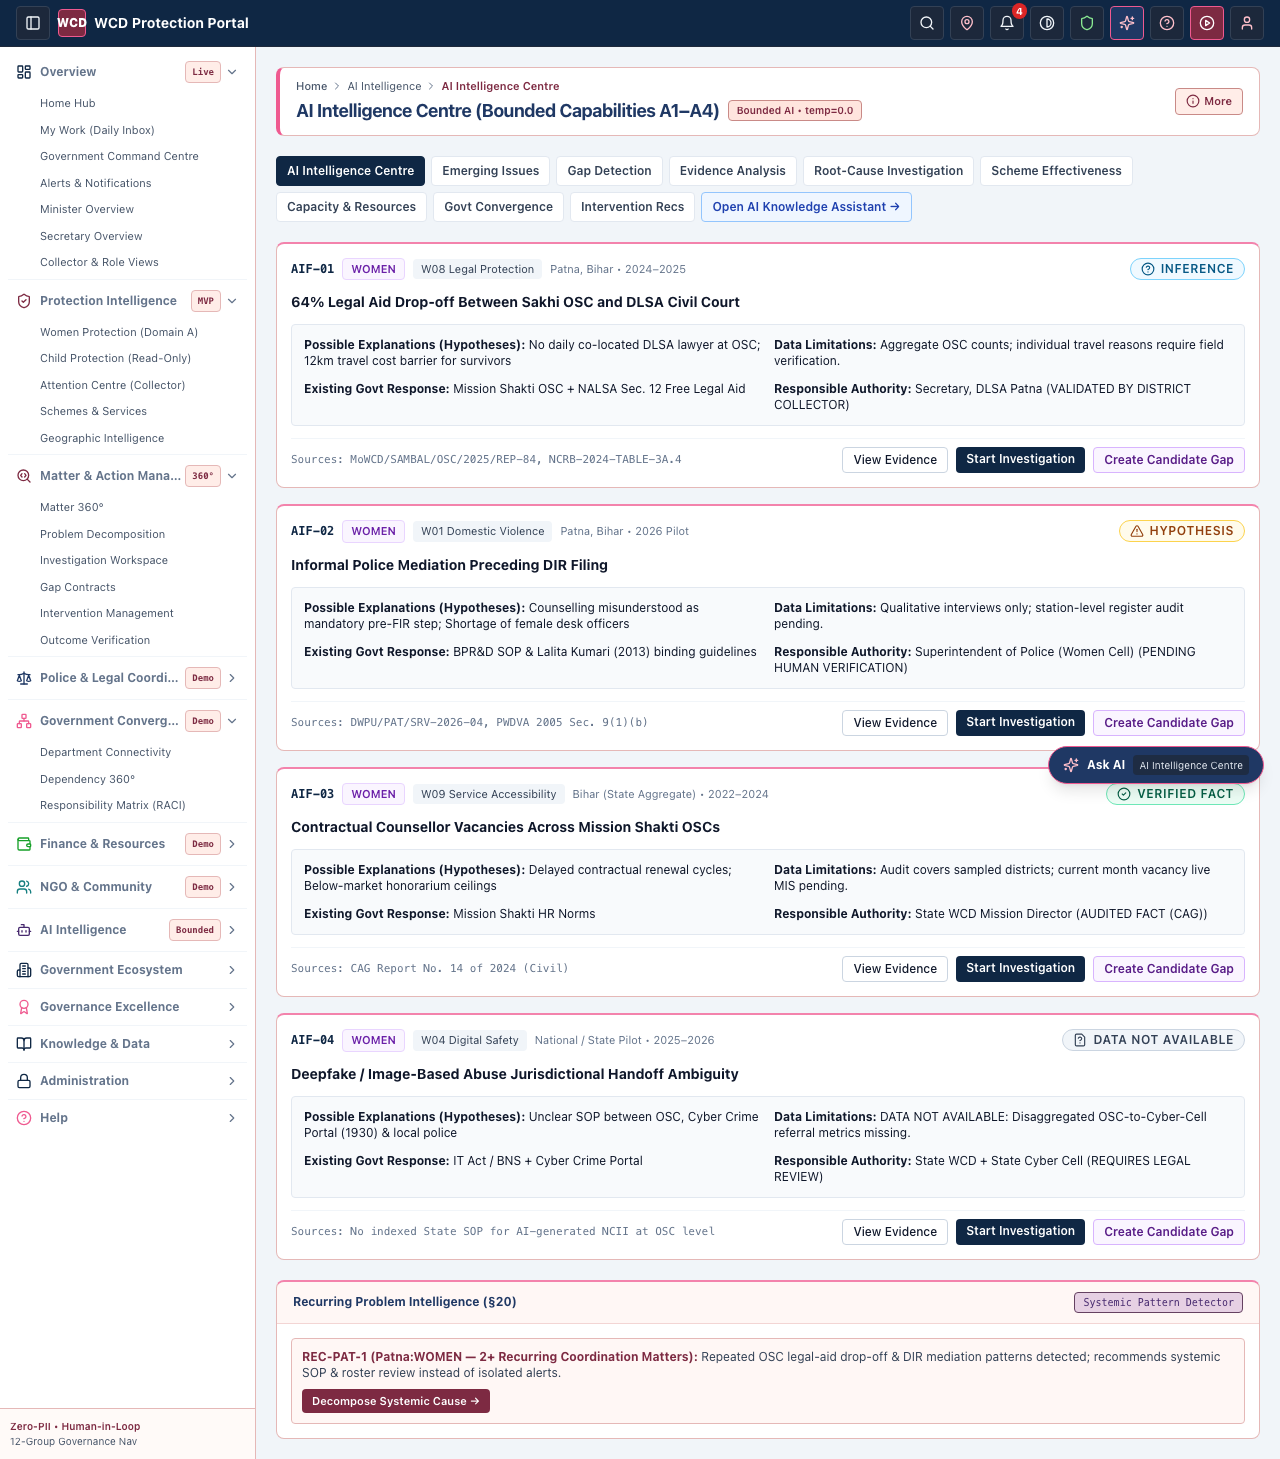 WCD WCD Protection Portal
4
Overview Live
Home Hub
My Work (Daily Inbox)
Government Command Centre
Alerts & Notifications
Minister Overview
Secretary Overview
Collector & Role Views
Protection Intelligence MVP
Women Protection (Domain A)
Child Protection (Read-Only)
Attention Centre (Collector)
Schemes & Services
Geographic Intelligence
Matter & Action Mana... 360°
Matter 360°
Problem Decomposition
Investigation Workspace
Gap Contracts
Intervention Management
Outcome Verification
Police & Legal Coordi... Demo
Government Converg... Demo
Department Connectivity
Dependency 360°
Responsibility Matrix (RACI)
Finance & Resources Demo
NGO & Community Demo
AI Intelligence Bounded
Government Ecosystem
Governance Excellence
Knowledge & Data
Administration
Help
Zero-PII • Human-in-Loop
12-Group Governance Nav
Home > AI Intelligence > AI Intelligence Centre
AI Intelligence Centre (Bounded Capabilities A1–A4) Bounded AI • temp=0.0
More
AI Intelligence Centre Emerging Issues Gap Detection Evidence Analysis Root-Cause Investigation Scheme Effectiveness
Capacity & Resources Govt Convergence Intervention Recs Open AI Knowledge Assistant →
AIF-01 WOMEN W08 Legal Protection Patna, Bihar • 2024–2025 INFERENCE
64% Legal Aid Drop-off Between Sakhi OSC and DLSA Civil Court
Possible Explanations (Hypotheses): No daily co-located DLSA lawyer at OSC;
12km travel cost barrier for survivors
Data Limitations: Aggregate OSC counts; individual travel reasons require field
verification.
Existing Govt Response: Mission Shakti OSC + NALSA Sec. 12 Free Legal Aid
Responsible Authority: Secretary, DLSA Patna (VALIDATED BY DISTRICT
COLLECTOR)
Sources: MoWCD/SAMBAL/OSC/2025/REP-84, NCRB-2024-TABLE-3A.4
View Evidence Start Investigation Create Candidate Gap
AIF-02 WOMEN W01 Domestic Violence Patna, Bihar • 2026 Pilot HYPOTHESIS
Informal Police Mediation Preceding DIR Filing
Possible Explanations (Hypotheses): Counselling misunderstood as
mandatory pre-FIR step; Shortage of female desk officers
Data Limitations: Qualitative interviews only; station-level register audit
pending.
Existing Govt Response: BPR&D SOP & Lalita Kumari (2013) binding guidelines
Responsible Authority: Superintendent of Police (Women Cell) (PENDING
HUMAN VERIFICATION)
Sources: DWPU/PAT/SRV-2026-04, PWDVA 2005 Sec. 9(1)(b)
View Evidence Start Investigation Create Candidate Gap
Ask AI AI Intelligence Centre
AIF-03 WOMEN W09 Service Accessibility Bihar (State Aggregate) • 2022–2024 VERIFIED FACT
Contractual Counsellor Vacancies Across Mission Shakti OSCs
Possible Explanations (Hypotheses): Delayed contractual renewal cycles;
Below-market honorarium ceilings
Data Limitations: Audit covers sampled districts; current month vacancy live
MIS pending.
Existing Govt Response: Mission Shakti HR Norms
Responsible Authority: State WCD Mission Director (AUDITED FACT (CAG))
Sources: CAG Report No. 14 of 2024 (Civil)
View Evidence Start Investigation Create Candidate Gap
AIF-04 WOMEN W04 Digital Safety National / State Pilot • 2025–2026 DATA NOT AVAILABLE
Deepfake / Image-Based Abuse Jurisdictional Handoff Ambiguity
Possible Explanations (Hypotheses): Unclear SOP between OSC, Cyber Crime
Portal (1930) & local police
Data Limitations: DATA NOT AVAILABLE: Disaggregated OSC-to-Cyber-Cell
referral metrics missing.
Existing Govt Response: IT Act / BNS + Cyber Crime Portal
Responsible Authority: State WCD + State Cyber Cell (REQUIRES LEGAL
REVIEW)
Sources: No indexed State SOP for AI-generated NCII at OSC level
View Evidence Start Investigation Create Candidate Gap
Recurring Problem Intelligence (§20) Systemic Pattern Detector
REC-PAT-1 (Patna:WOMEN — 2+ Recurring Coordination Matters): Repeated OSC legal-aid drop-off & DIR mediation patterns detected; recommends systemic
SOP & roster review instead of isolated alerts.
Decompose Systemic Cause →